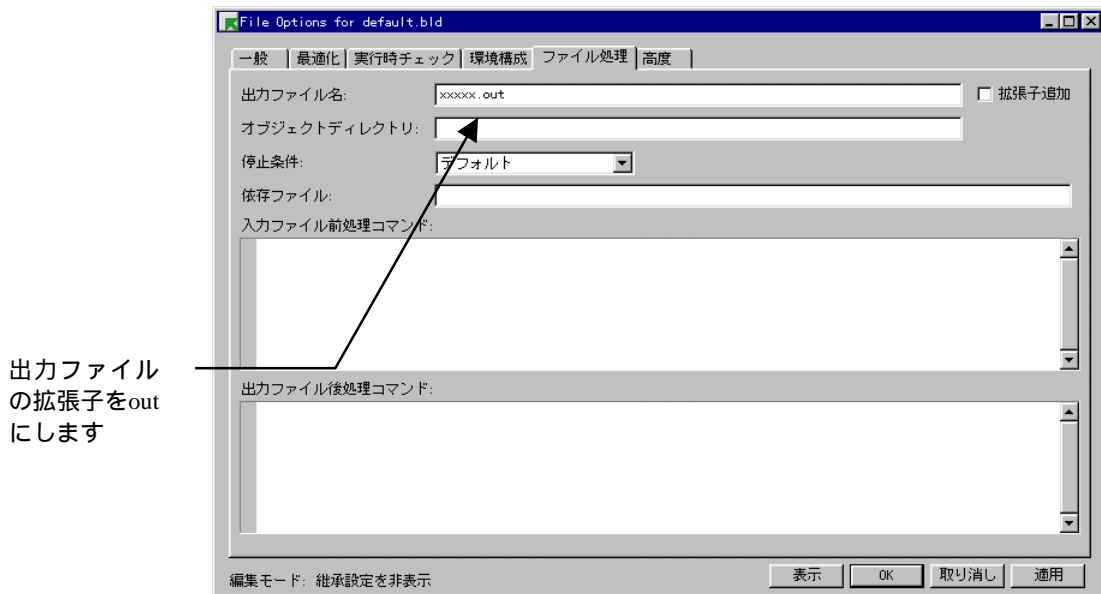 File Options for default.bld
一般 最適化 実行時チェック 環境構成 ファイル処理 高度
出力ファイル名: xxxxx.out 拡張子追加
オブジェクトディレクトリ:
停止条件: デフォルト
依存ファイル:
入力ファイル前処理コマンド:
出力ファイル
の拡張子をout
にします
出力ファイル後処理コマンド:
編集モード: 継承設定を非表示
表示 OK 取り消し 適用